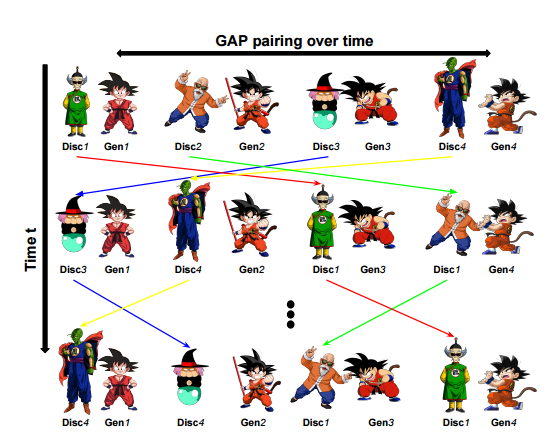 GAP pairing over time
Disc1 Gen1 Disc2 Gen2 Disc3 Gen3 Disc4 Gen4
Time t
Disc3 Gen1 Disc4 Gen2 Disc1 Gen3 Disc1 Gen4
Disc4 Gen1 Disc4 Gen2 Disc1 Gen3 Disc1 Gen4